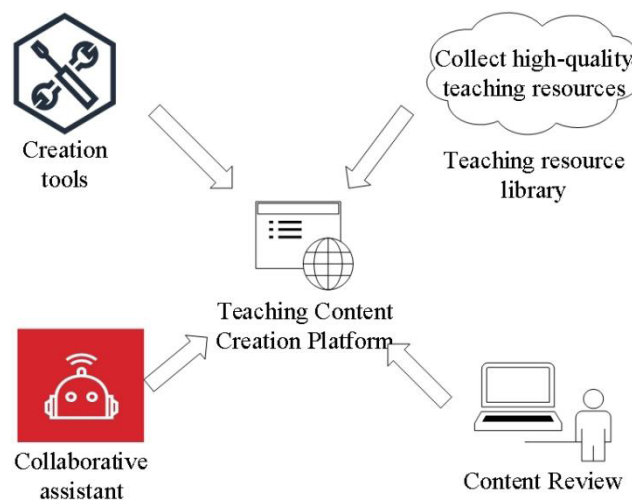 Creation
tools
Collect high-quality
teaching resources
Teaching resource
library
Teaching Content
Creation Platform
Collaborative
assistant
Content Review